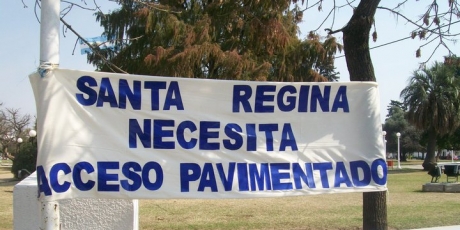 SANTA REGINA
NECESITA
ACCESO PAVIMENTADO